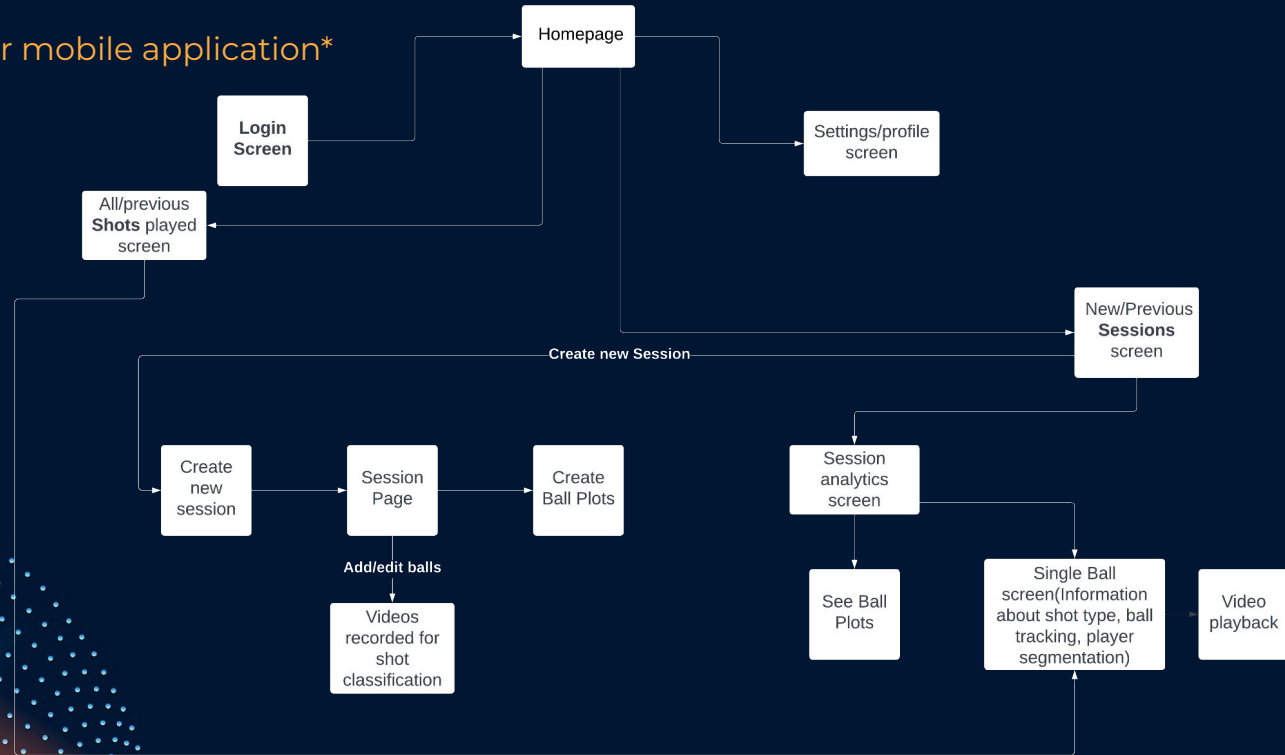 r mobile application*
Homepage
Login
Screen
Settings/profile
screen
All/previous
Shots played
screen
New/Previous
Sessions
screen
Create new Session
Create
new
session
Session
Page
Create
Ball Plots
Session
analytics
screen
Add/edit balls
Videos
recorded for
shot
classification
See Ball
Plots
Single Ball
screen(Information
about shot type, ball
tracking, player
segmentation)
Video
playback